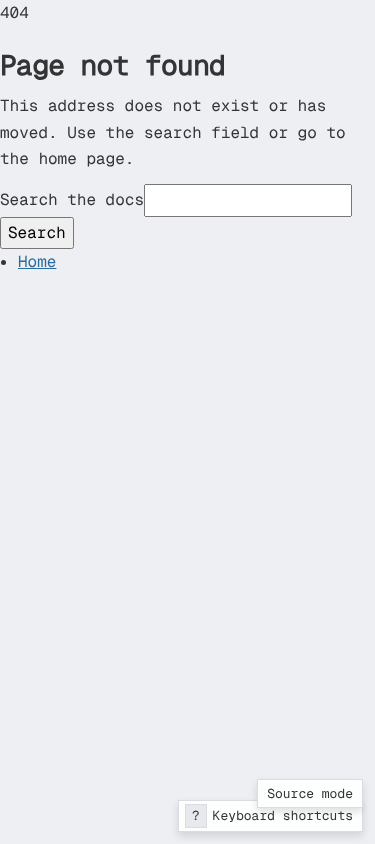 404
Page not found
This address does not exist or has
moved. Use the search field or go to
the home page.
Search the docs
Search
Home
Source mode
? Keyboard shortcuts